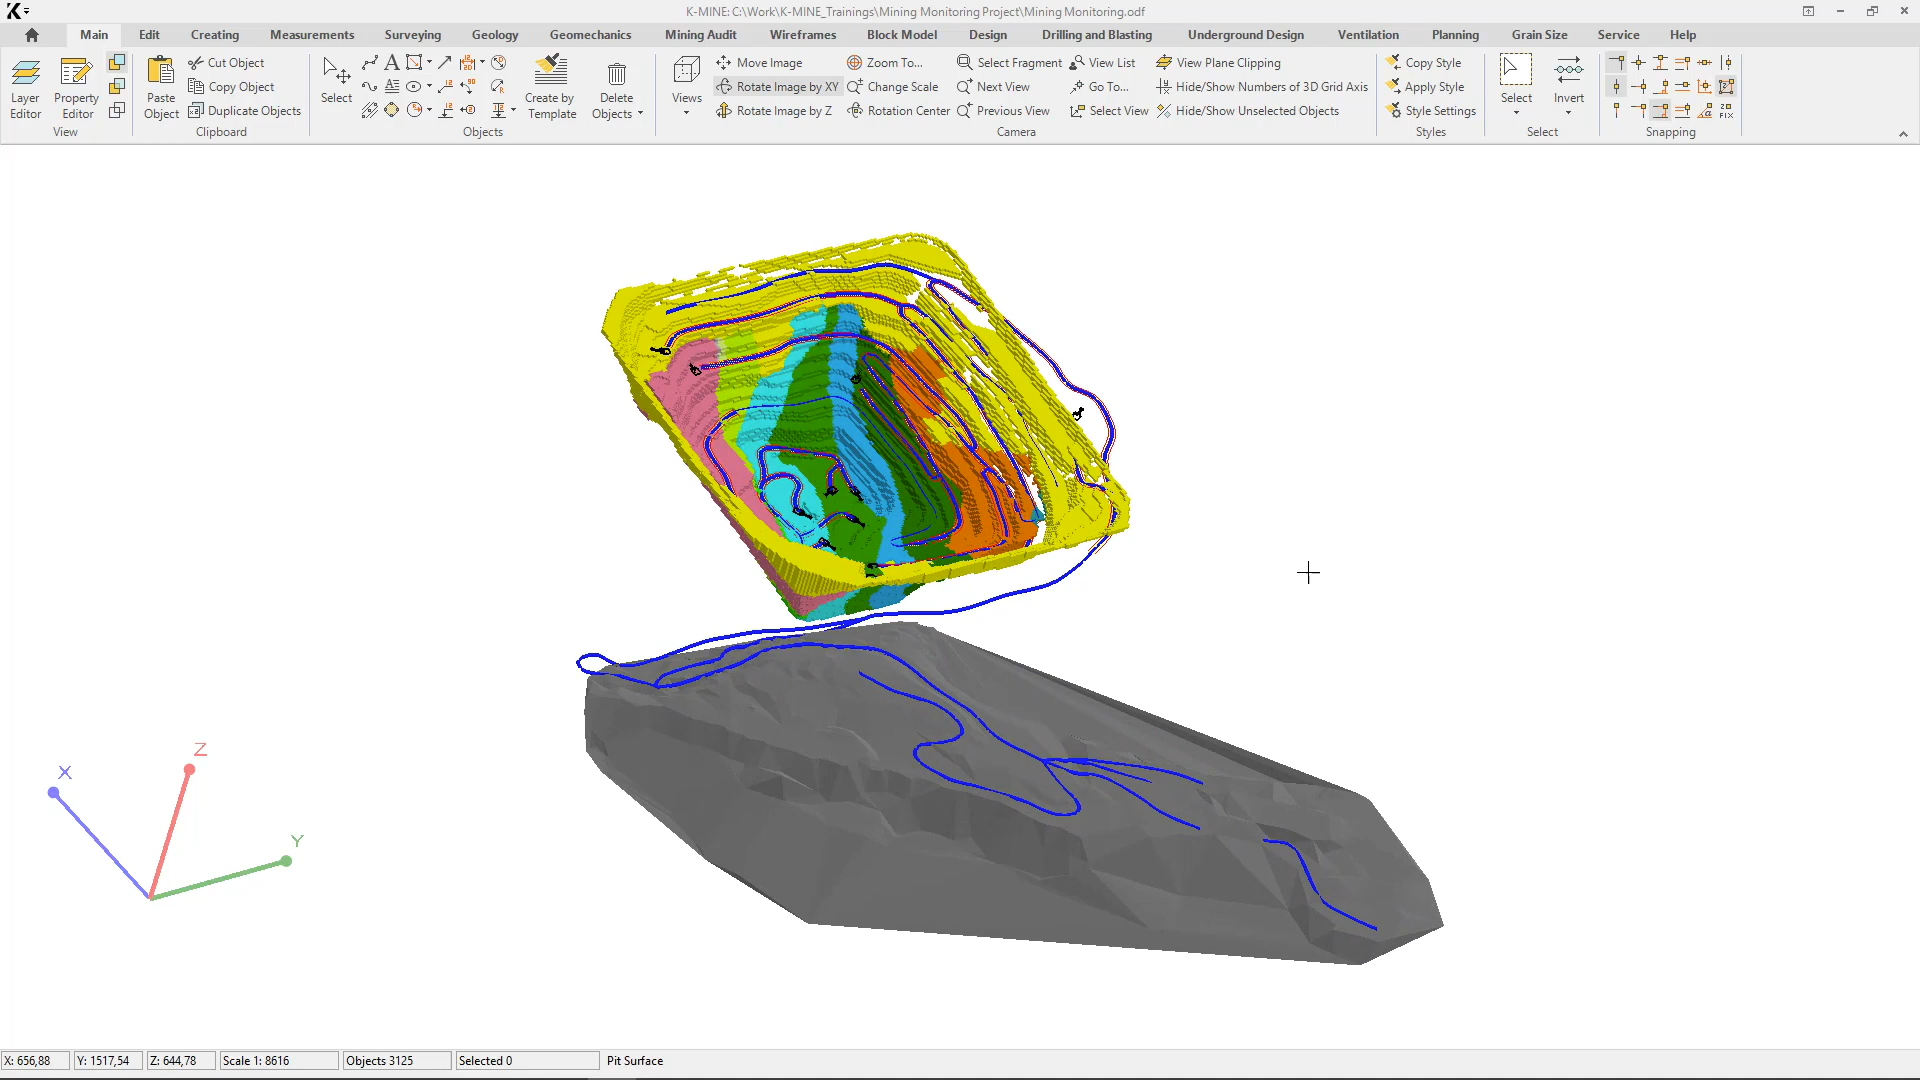 K
K-MINE: C:\Work\K-MINE_Trainings\Mining Monitoring Project\Mining Monitoring.odf
Main Edit Creating Measurements Surveying Geology Geomechanics Mining Audit Wireframes Block Model Design Drilling and Blasting Underground Design Ventilation Planning Grain Size Service Help
Layer Editor
Property Editor
View
Paste Object
Cut Object
Copy Object
Duplicate Objects
Clipboard
Select
Create by Template
Delete Objects
Objects
Views
Move Image
Rotate Image by XY
Rotate Image by Z
Zoom To...
Change Scale
Rotation Center
Select Fragment
Next View
Previous View
View List
Go To...
Select View
View Plane Clipping
Hide/Show Numbers of 3D Grid Axis
Hide/Show Unselected Objects
Camera
Copy Style
Apply Style
Style Settings
Styles
Select
Invert
Select
FIX
Snapping
X
Z
Y
X: 656,88 Y: 1517,54 Z: 644,78 Scale 1: 8616 Objects 3125 Selected 0 Pit Surface